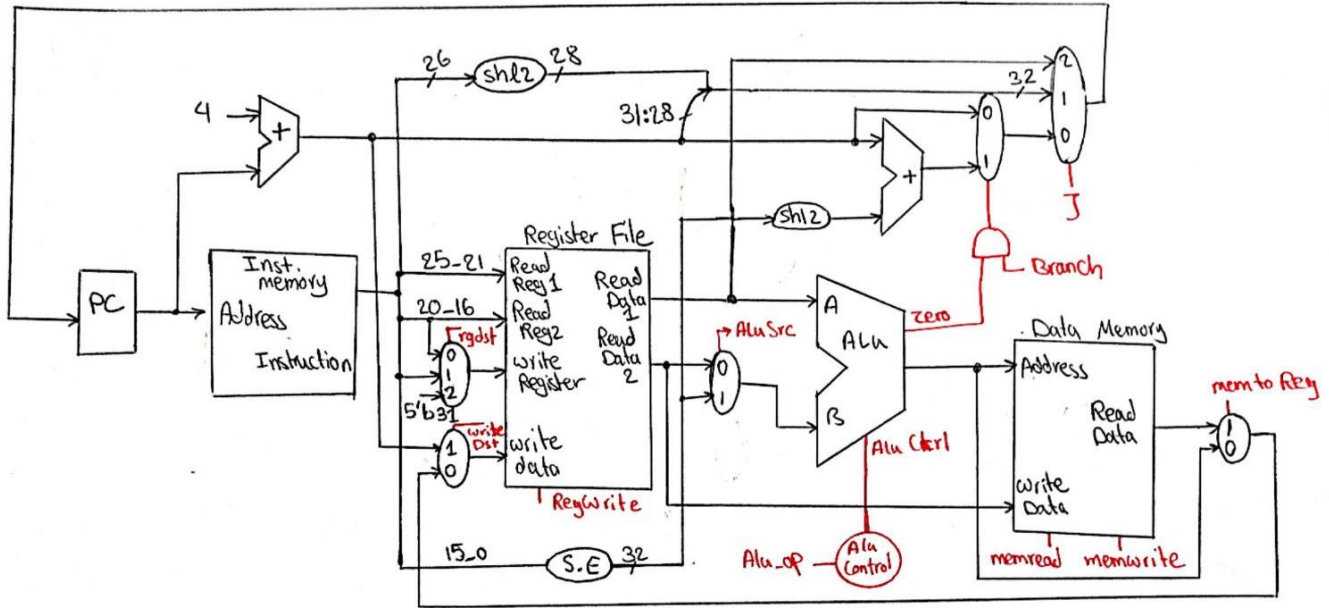 26
shl2
28
31:28
32
2
1
0
J
4
+
0
1
+
shl2
Branch
PC
Inst.
memory
Address
Instruction
Register File
25-21
Read
Reg1
20-16
Read
Reg2
rgdst
0
1
2
5'b31
write
Register
write
Dst
1
0
write
data
Read
Data
1
Read
Data
2
RegWrite
AluSrc
0
1
A
ALU
B
zero
Alu Ctrl
Alu_op
Alu
Control
15_0
S.E
32
Data Memory
Address
Read
Data
write
Data
memread
memwrite
mem to Reg
1
0